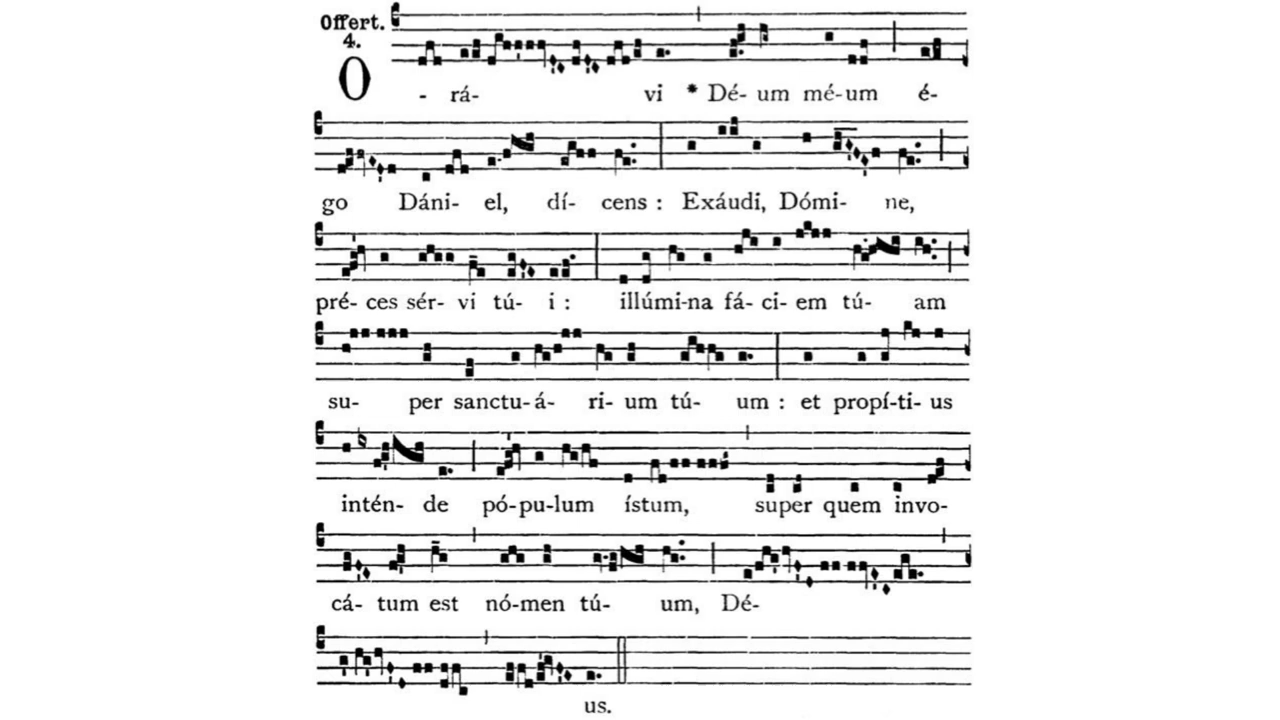 Offert.
4.
O - rá- vi * Dé- um mé-um é-
go Dáni- el, dí- cens : Exáudi, Dómi- ne,
pré- ces sér- vi tú- i : illúmi-na fá- ci- em tú- am
su- per sanctu-á- ri- um tú- um : et propí-ti- us
intén- de pó-pu-lum ístum, super quem invo-
cá- tum est nó-men tú- um, Dé-
us.